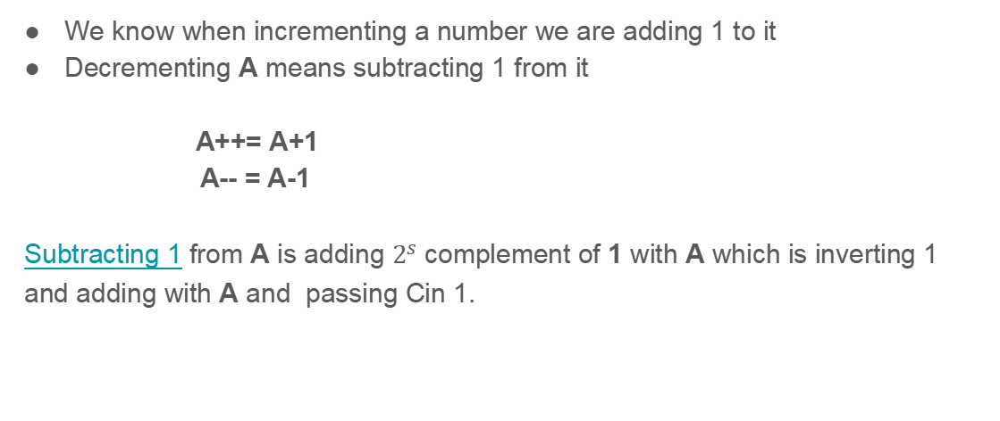 ● We know when incrementing a number we are adding 1 to it
● Decrementing A means subtracting 1 from it
A++= A+1
A-- = A-1
Subtracting 1 from A is adding 2ˢ complement of 1 with A which is inverting 1
and adding with A and  passing Cin 1.